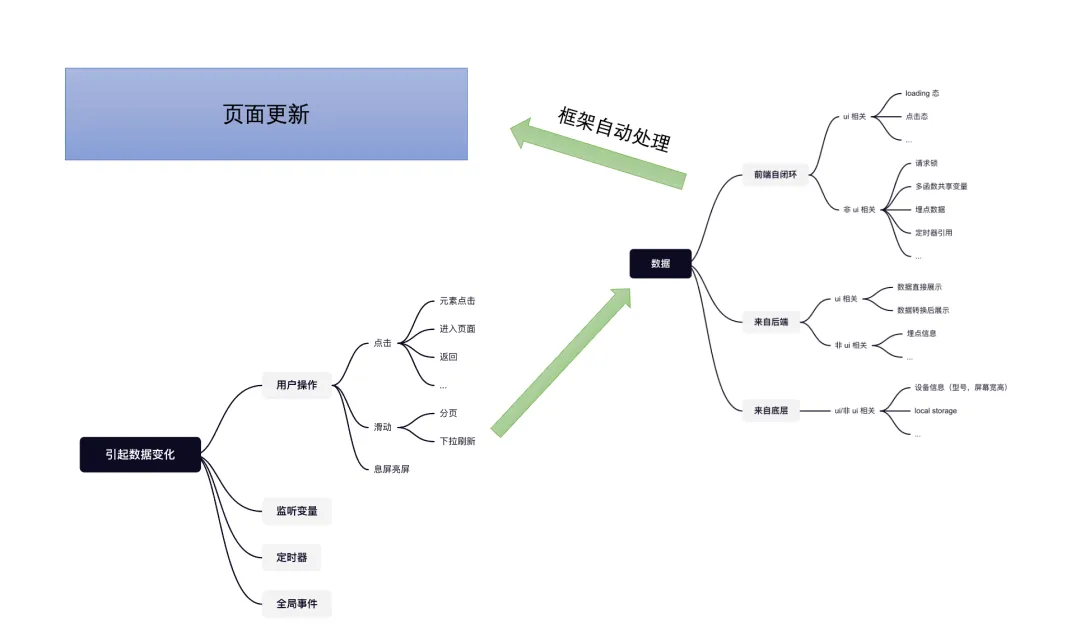 页面更新
框架自动处理
数据
前端自闭环
ui 相关
loading 态
点击态
...
非 ui 相关
请求锁
多函数共享变量
埋点数据
定时器引用
...
来自后端
ui 相关
数据直接展示
数据转换后展示
非 ui 相关
埋点信息
...
来自底层
ui/非 ui 相关
设备信息（型号，屏幕宽高）
local storage
...
引起数据变化
用户操作
点击
元素点击
进入页面
返回
...
滑动
分页
下拉刷新
息屏亮屏
监听变量
定时器
全局事件